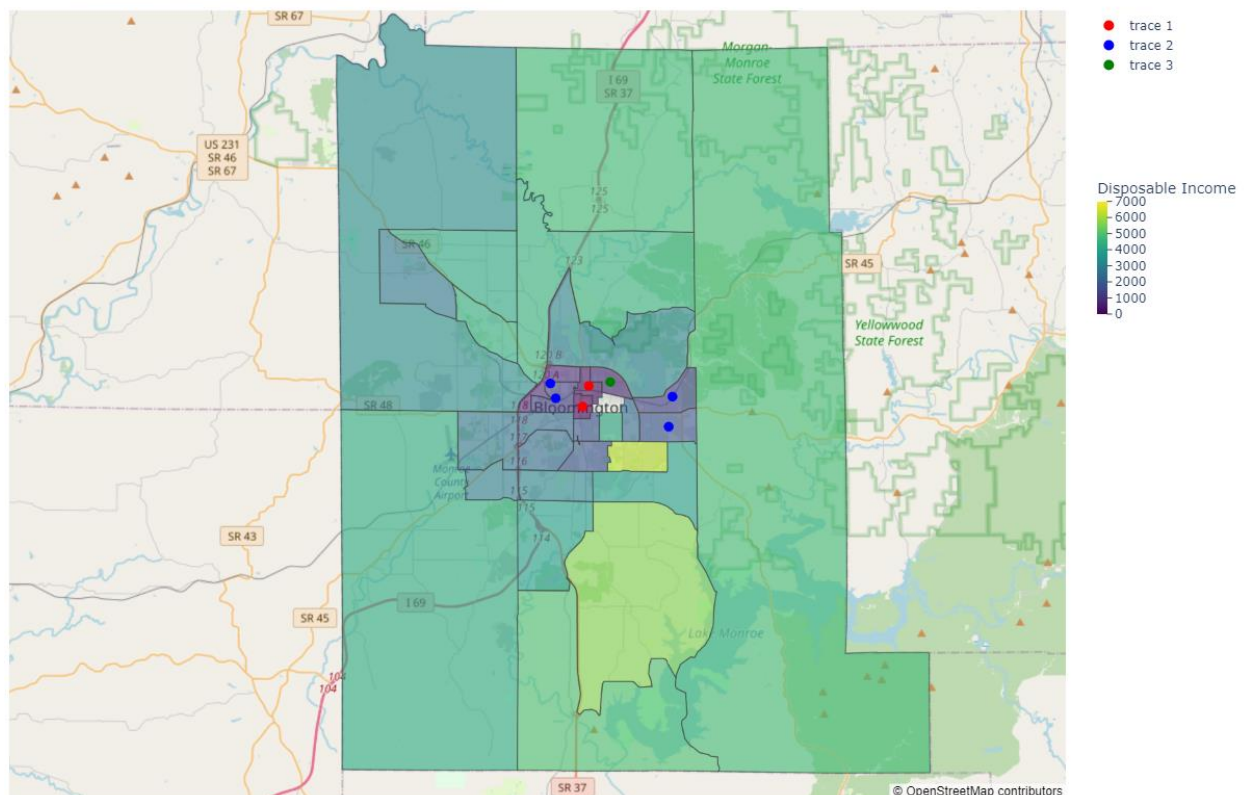 SR 67
Morgan-
Monroe
State Forest
I 69
SR 37
US 231
SR 46
SR 67
125
125
SR 46
123
SR 45
Yellowwood
State Forest
120 B
118
SR 48
Bloomington
118
117
116
Monroe
County
Airport
115
115
114
SR 43
I 69
SR 45
Lake Monroe
104
104
SR 37
© OpenStreetMap contributors
trace 1
trace 2
trace 3
Disposable Income
7000
6000
5000
4000
3000
2000
1000
0